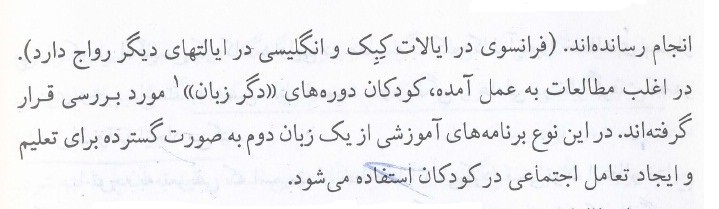 انجام رسانده‌اند. (فرانسوی در ایالات کِبِک و انگلیسی در ایالتهای دیگر رواج دارد).
در اغلب مطالعات به عمل آمده، کودکان دوره‌های «دگر زبان»۱ مورد بررسی قرار
گرفته‌اند. در این نوع برنامه‌های آموزشی از یک زبان دوم به صورت گسترده برای تعلیم
و ایجاد تعامل اجتماعی در کودکان استفاده می‌شود.